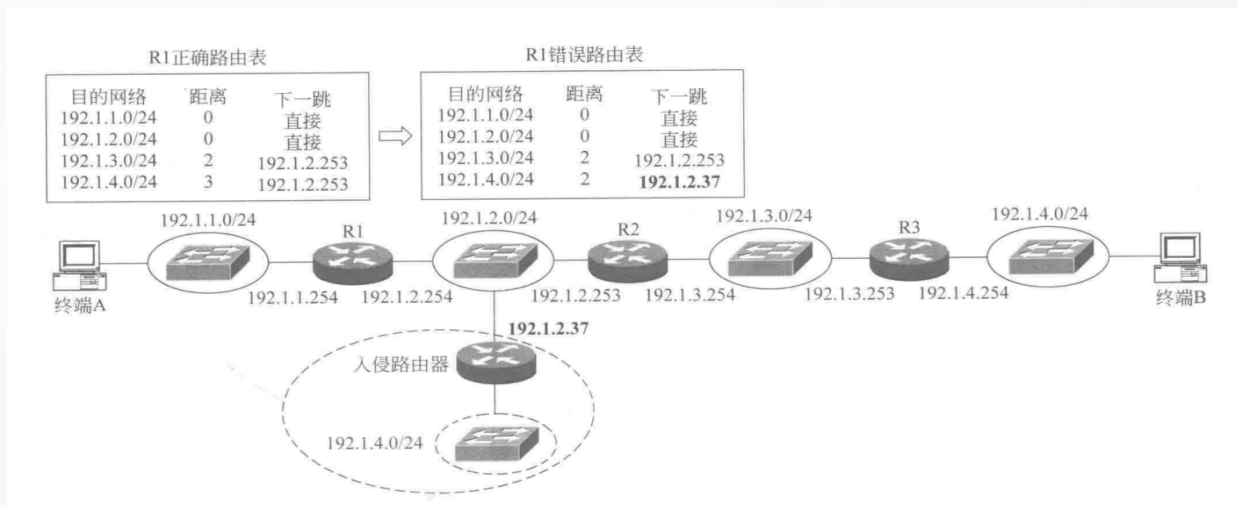 R1正确路由表
目的网络 距离 下一跳
192.1.1.0/24 0 直接
192.1.2.0/24 0 直接
192.1.3.0/24 2 192.1.2.253
192.1.4.0/24 3 192.1.2.253
R1错误路由表
目的网络 距离 下一跳
192.1.1.0/24 0 直接
192.1.2.0/24 0 直接
192.1.3.0/24 2 192.1.2.253
192.1.4.0/24 2 192.1.2.37
192.1.1.0/24
R1
192.1.2.0/24
R2
192.1.3.0/24
R3
192.1.4.0/24
终端A
192.1.1.254
192.1.2.254
192.1.2.253
192.1.3.254
192.1.3.253
192.1.4.254
终端B
192.1.2.37
入侵路由器
192.1.4.0/24